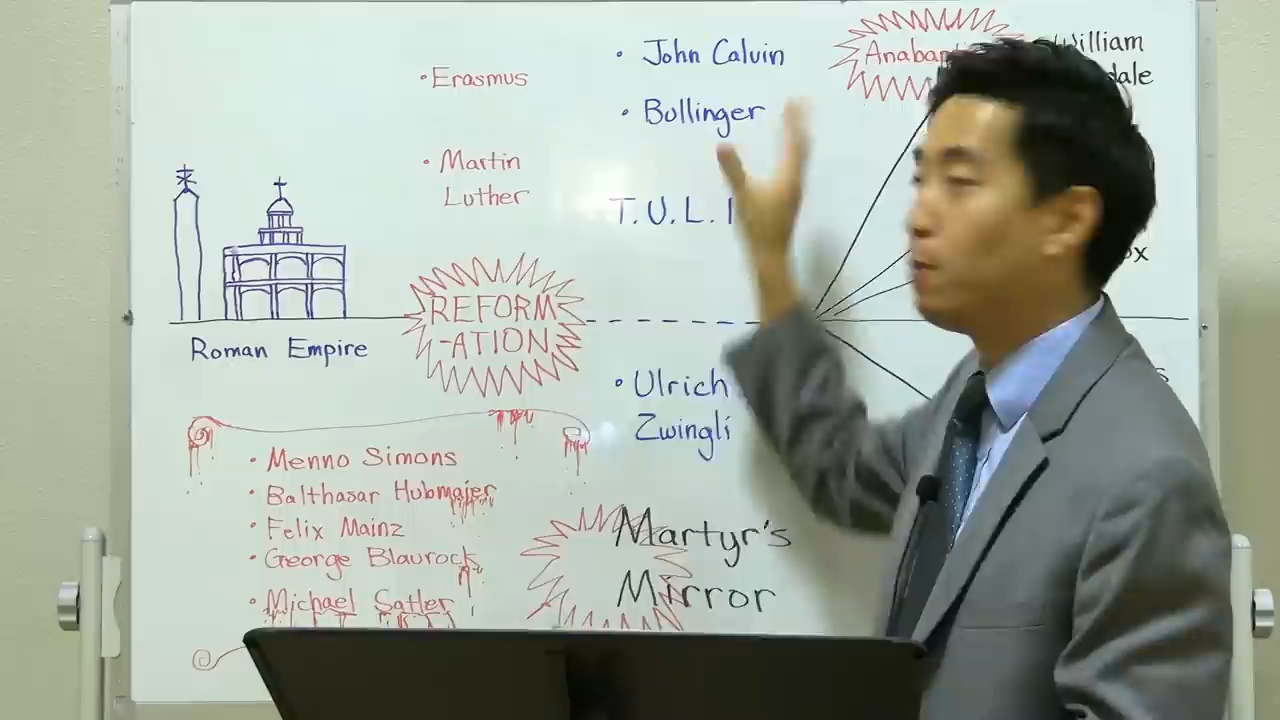 • Erasmus
• Martin
Luther
• John Calvin
• Bullinger
T.U.L.I
William
REFORM
-ATION
Roman Empire
• Ulrich
Zwingli
• Menno Simons
• Balthasar Hubmaier
• Felix Mainz
• George Blaurock
• Michael Satler
Martyr's
Mirror